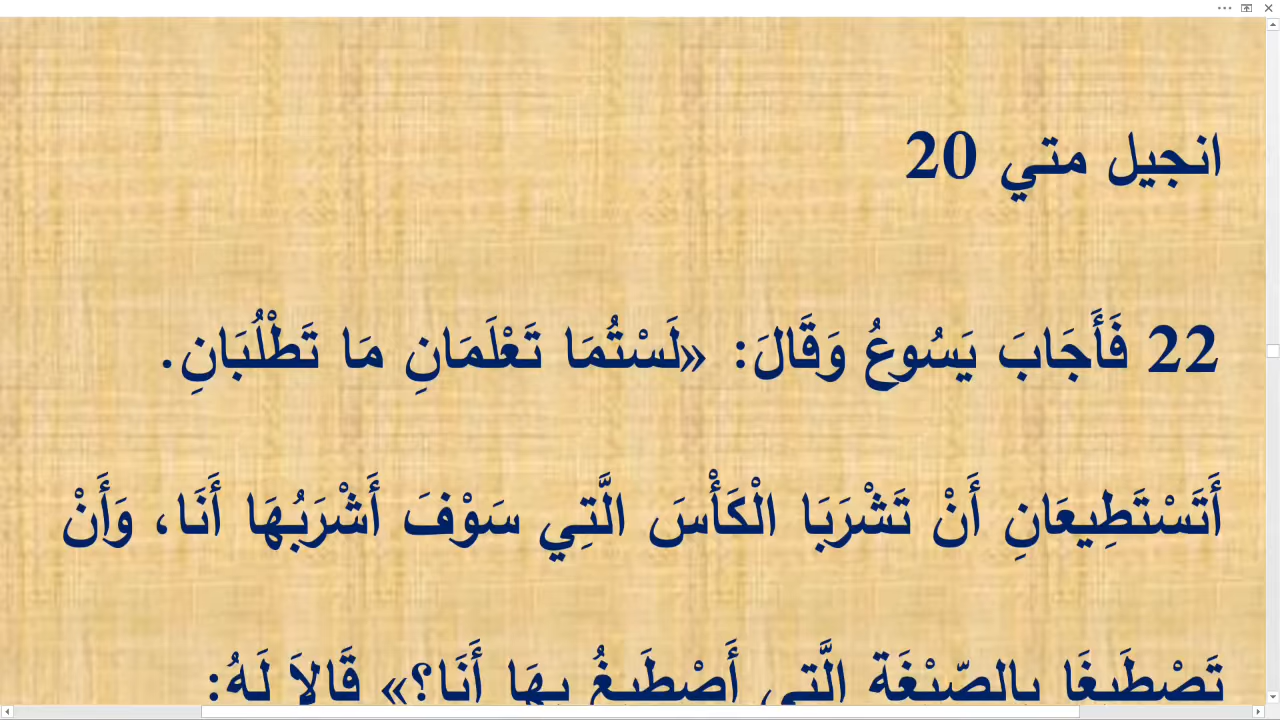 انجيل متي 20
22 فَأَجَابَ يَسُوعُ وَقَالَ: «لَسْتُمَا تَعْلَمَانِ مَا تَطْلُبَانِ.
أَتَسْتَطِيعَانِ أَنْ تَشْرَبَا الْكَأْسَ الَّتِي سَوْفَ أَشْرَبُهَا أَنَا، وَأَنْ
تَصْطَبِغَا بِالصِّبْغَةِ الَّتِي أَصْطَبِغُ بِهَا أَنَا؟» قَالاَ لَهُ: